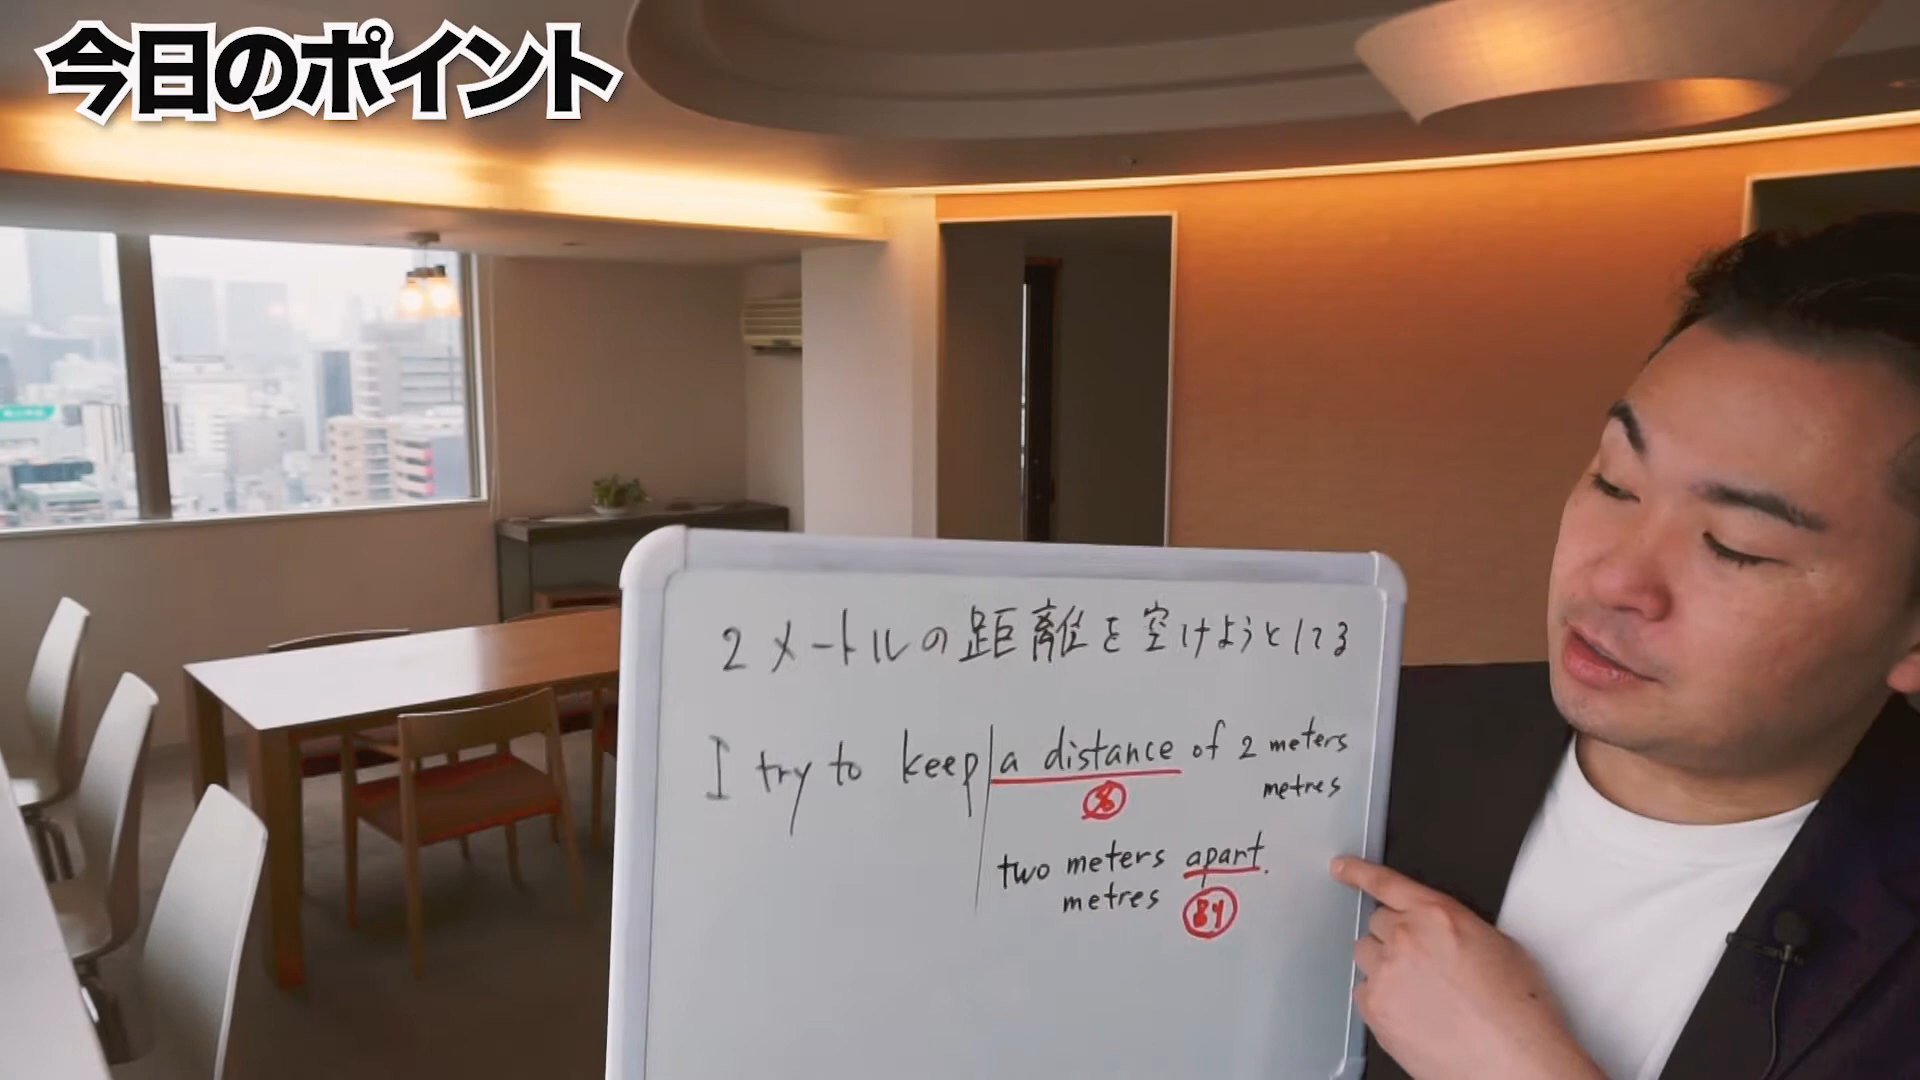 今日のポイント
2メートルの距離を空けようとしてる
I try to keep a distance of 2 meters
metres
two meters apart.
metres